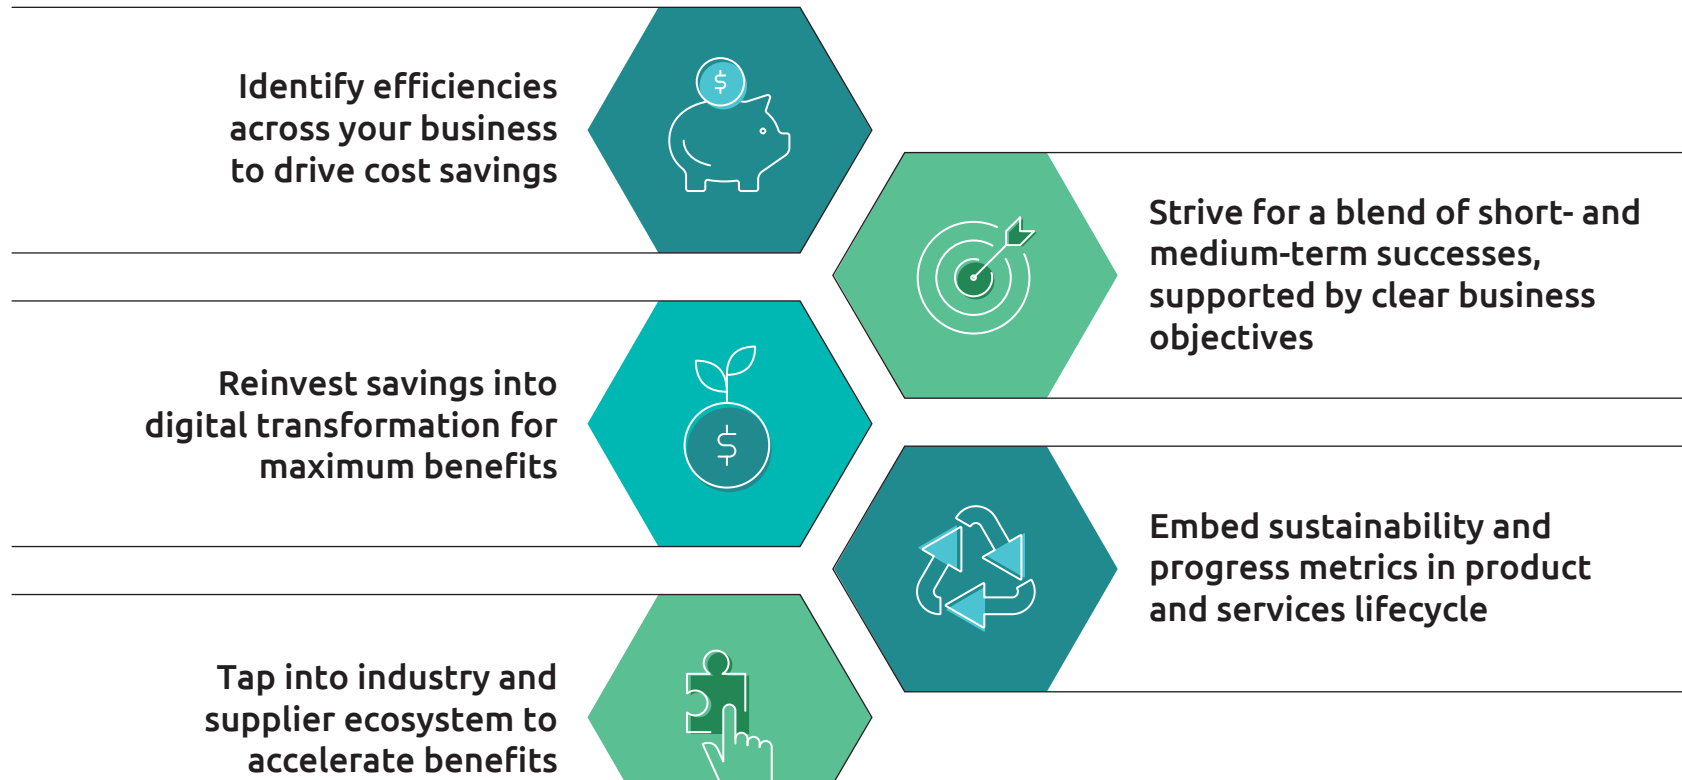 Identify efficiencies
across your business
to drive cost savings
$
Strive for a blend of short- and
medium-term successes,
supported by clear business
objectives
Reinvest savings into
digital transformation for
maximum benefits
$
Embed sustainability and
progress metrics in product
and services lifecycle
Tap into industry and
supplier ecosystem to
accelerate benefits